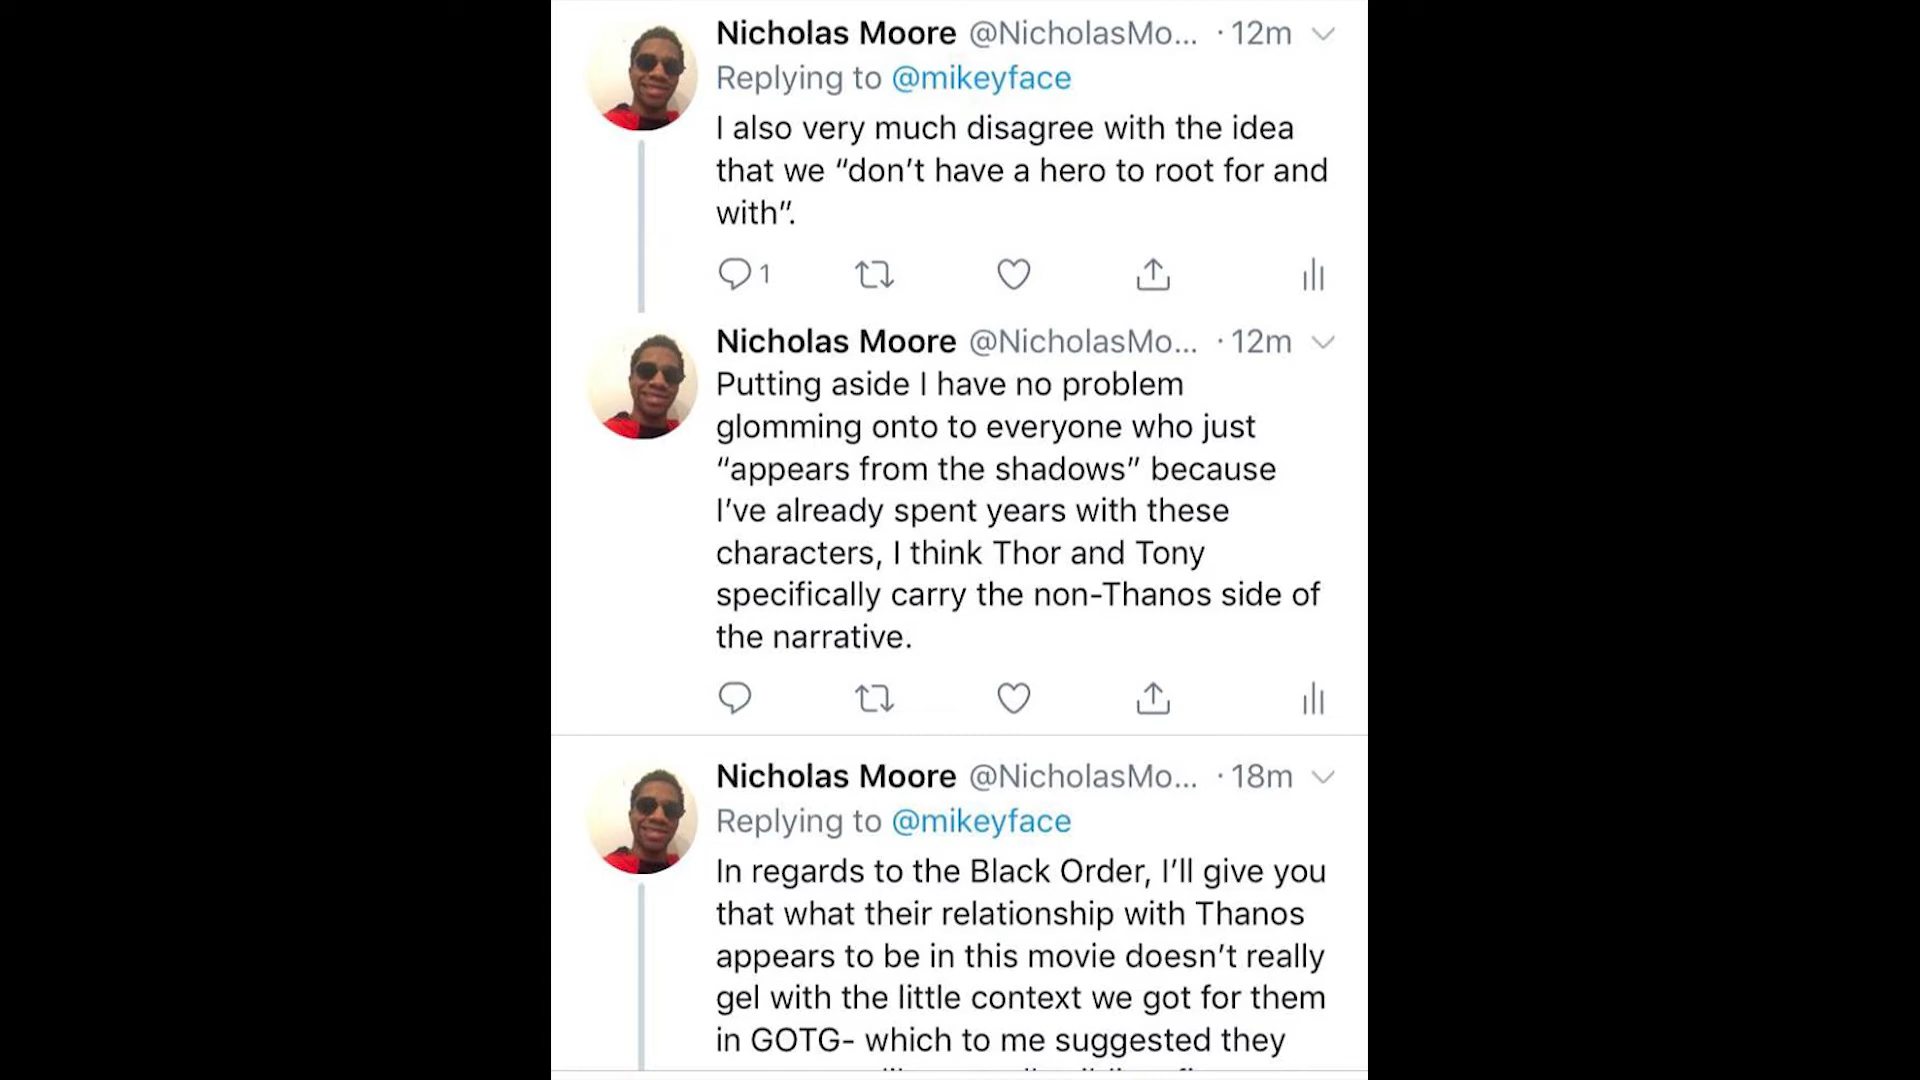 Nicholas Moore @NicholasMo... · 12m
Replying to @mikeyface
I also very much disagree with the idea
that we “don’t have a hero to root for and
with”.
1
Nicholas Moore @NicholasMo... · 12m
Putting aside I have no problem
glomming onto to everyone who just
“appears from the shadows” because
I’ve already spent years with these
characters, I think Thor and Tony
specifically carry the non-Thanos side of
the narrative.
Nicholas Moore @NicholasMo... · 18m
Replying to @mikeyface
In regards to the Black Order, I’ll give you
that what their relationship with Thanos
appears to be in this movie doesn’t really
gel with the little context we got for them
in GOTG- which to me suggested they